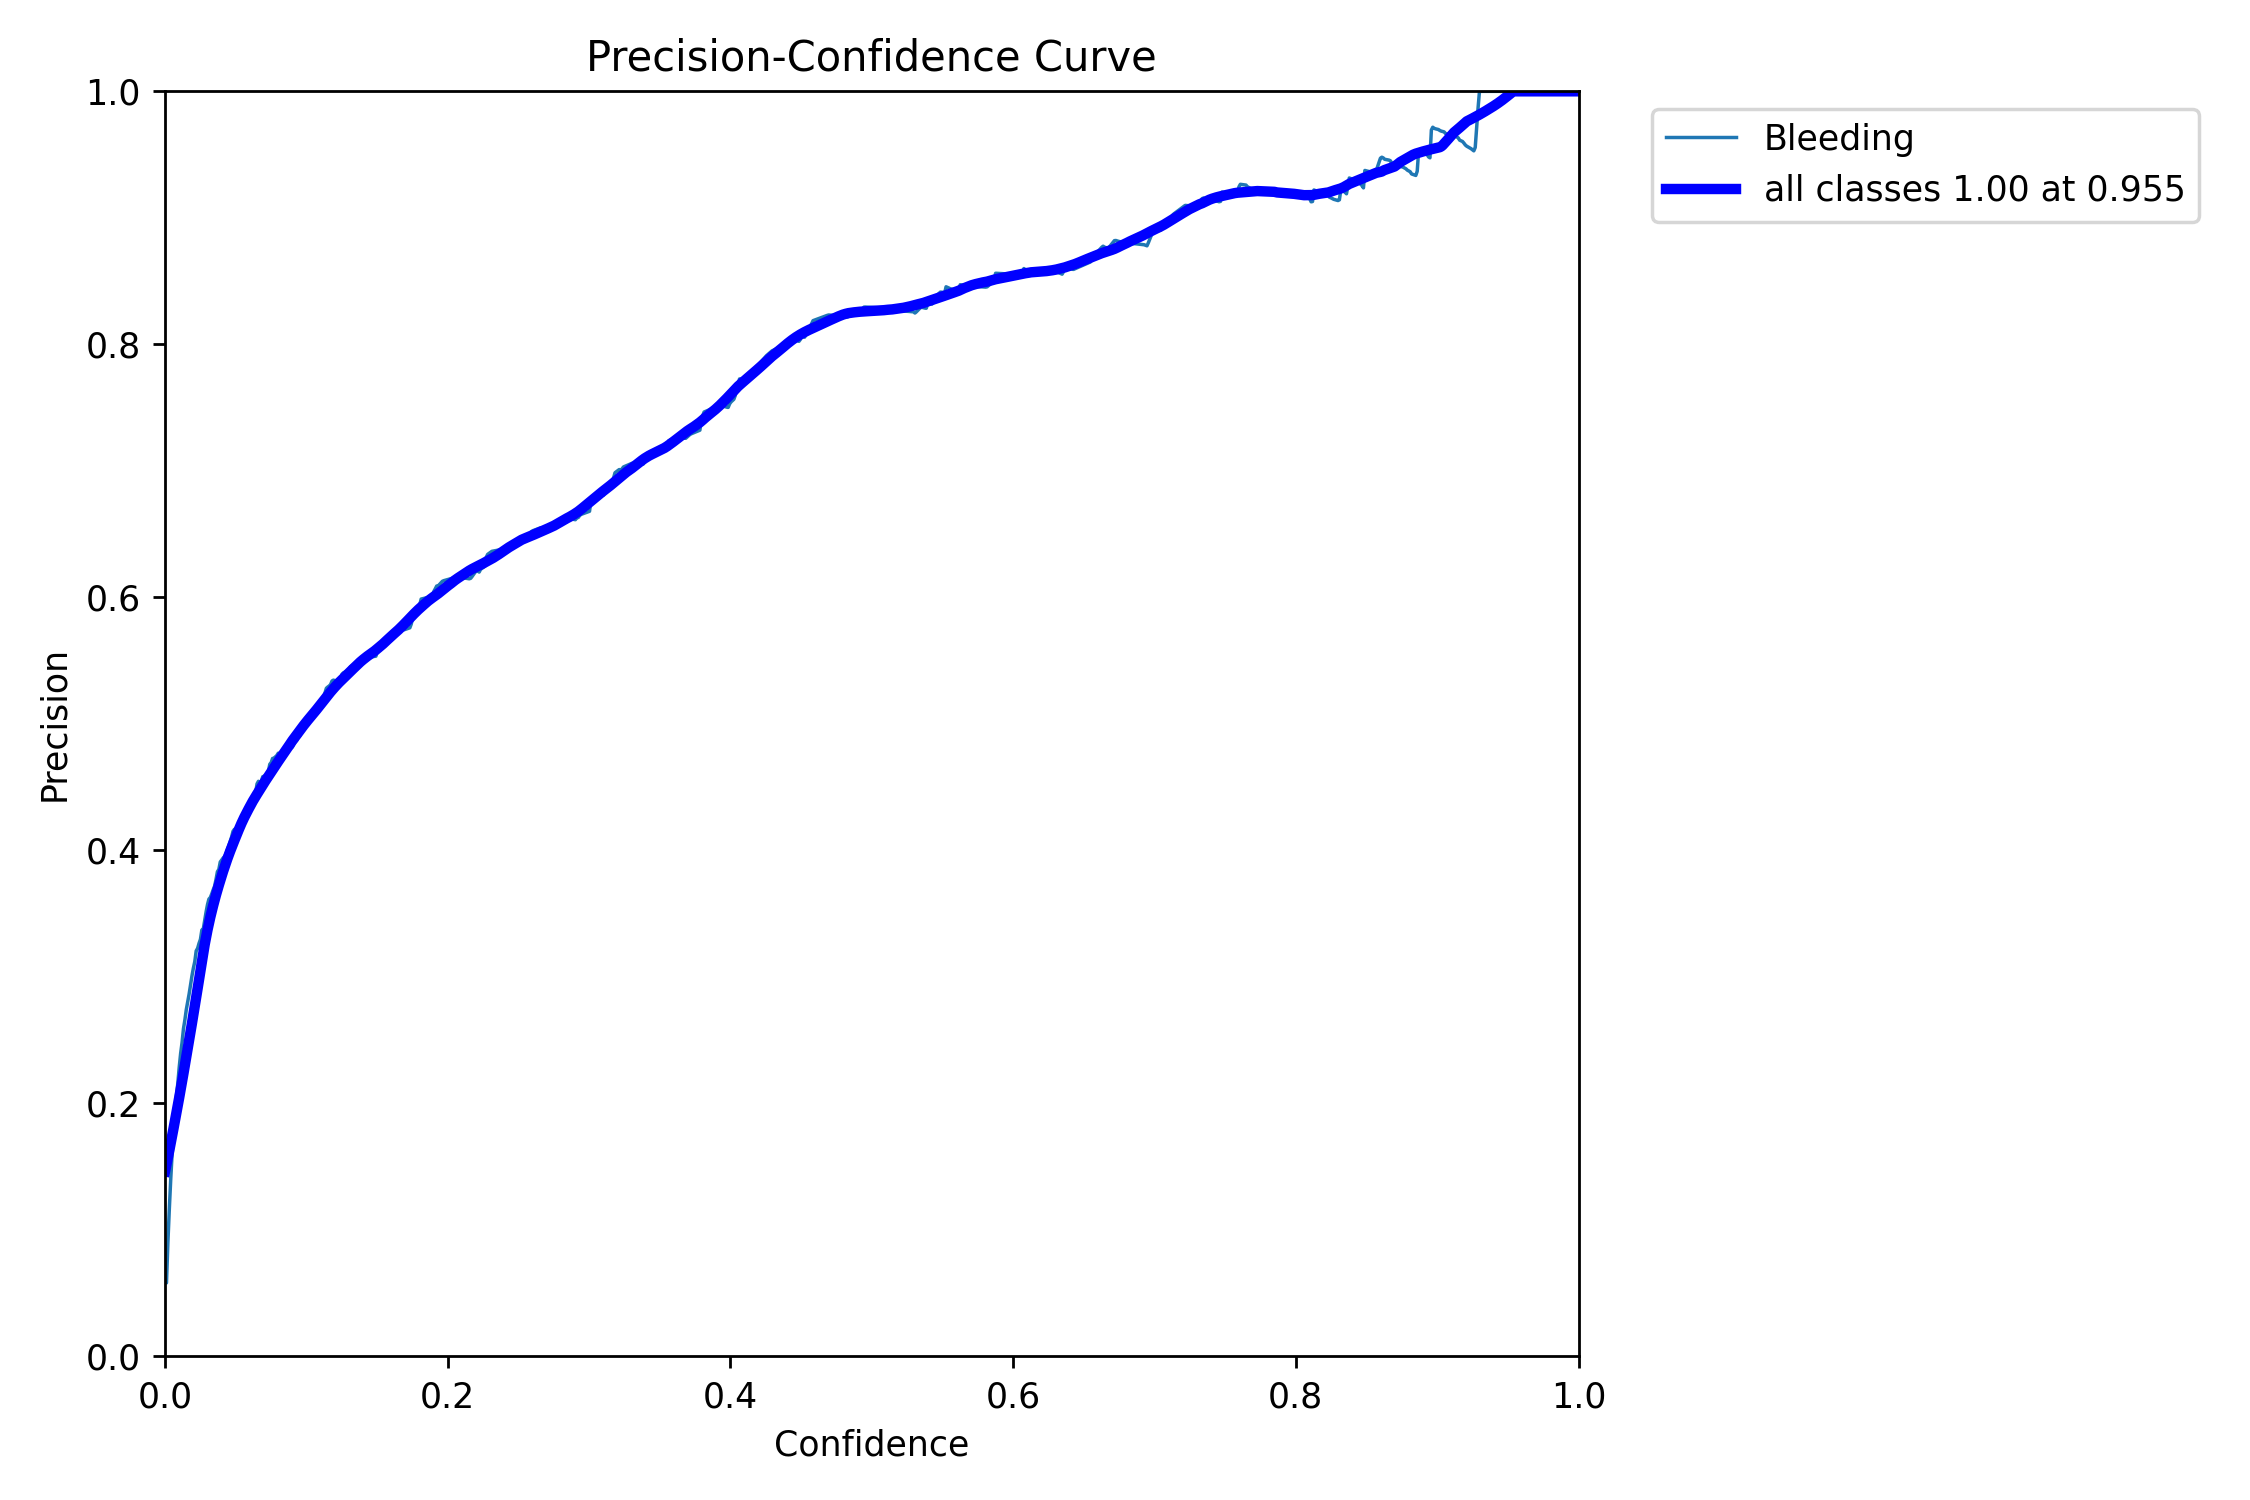 Precision-Confidence Curve
Bleeding
all classes 1.00 at 0.955
Precision
1.0
0.8
0.6
0.4
0.2
0.0
0.0 0.2 0.4 0.6 0.8 1.0
Confidence